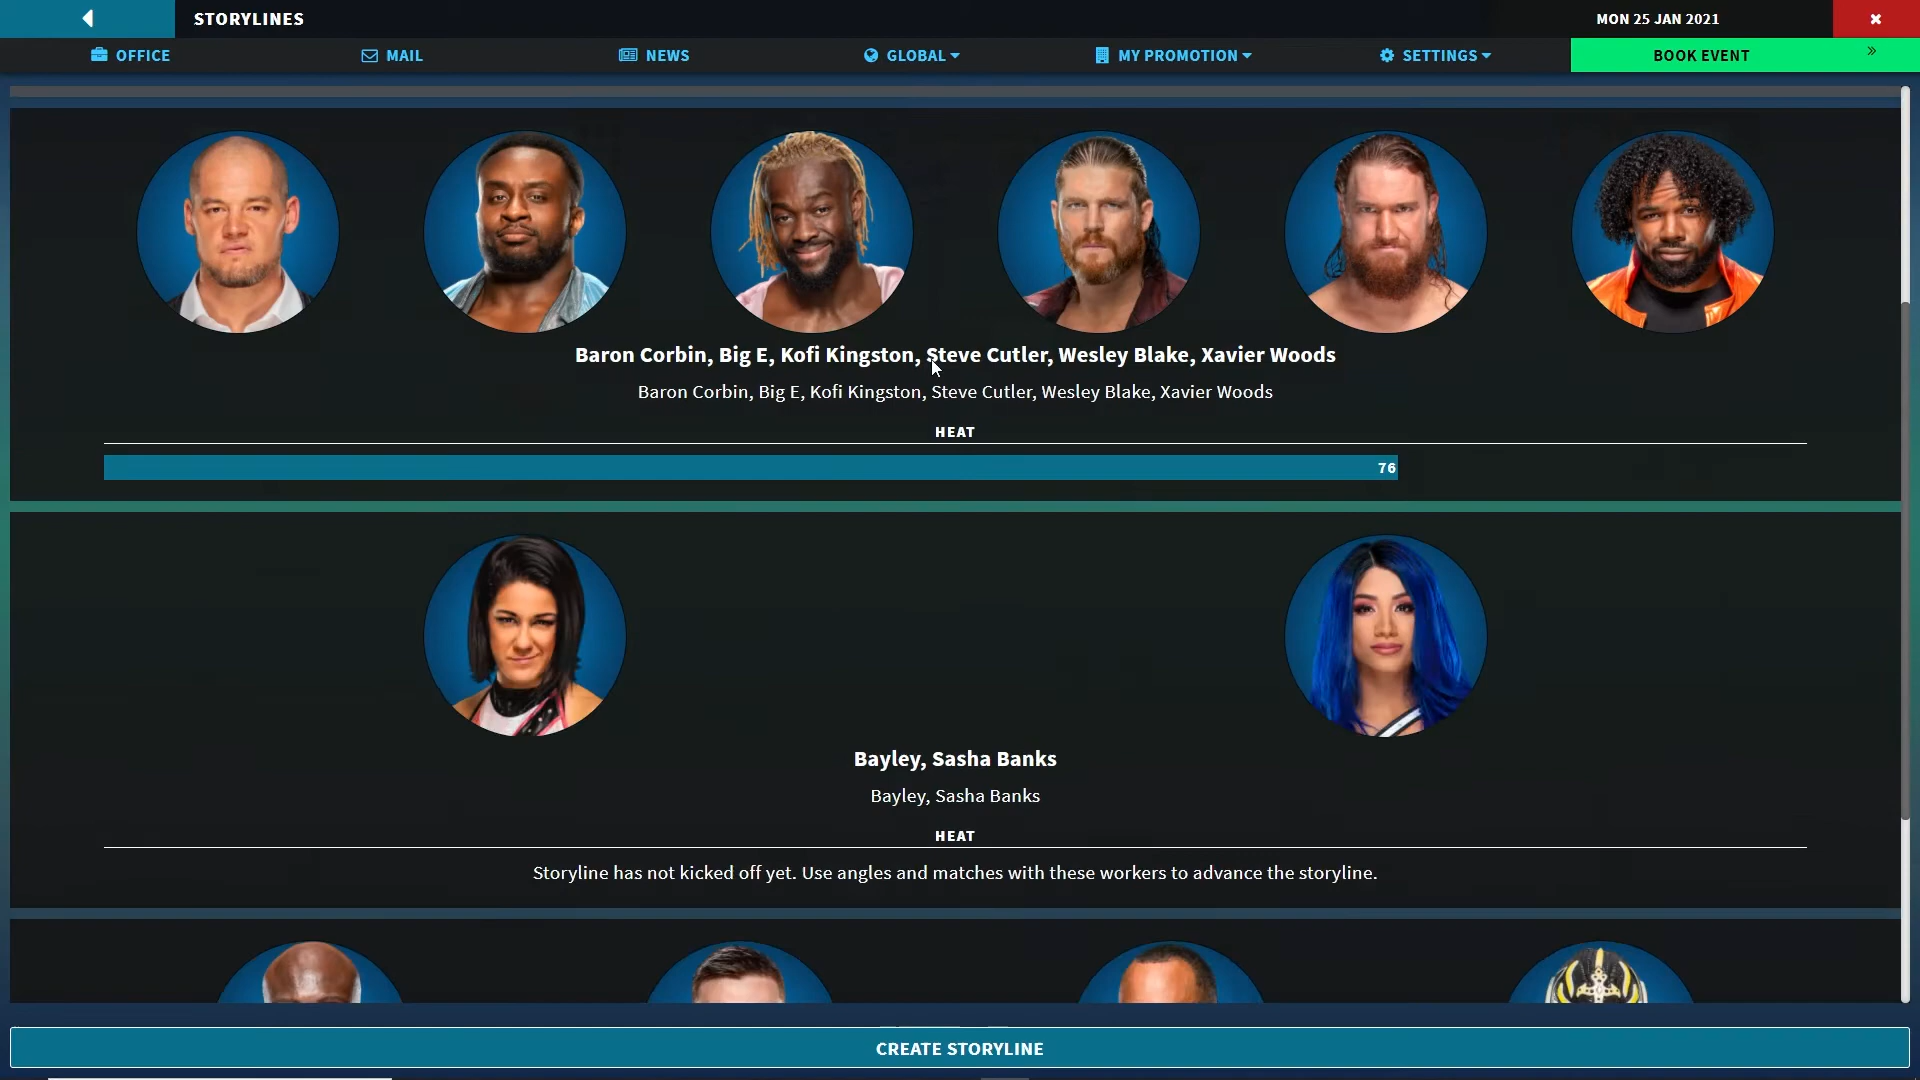 STORYLINES
MON 25 JAN 2021
OFFICE
MAIL
NEWS
GLOBAL
MY PROMOTION
SETTINGS
BOOK EVENT
Baron Corbin, Big E, Kofi Kingston, Steve Cutler, Wesley Blake, Xavier Woods
Baron Corbin, Big E, Kofi Kingston, Steve Cutler, Wesley Blake, Xavier Woods
HEAT
76
Bayley, Sasha Banks
Bayley, Sasha Banks
HEAT
Storyline has not kicked off yet. Use angles and matches with these workers to advance the storyline.
CREATE STORYLINE